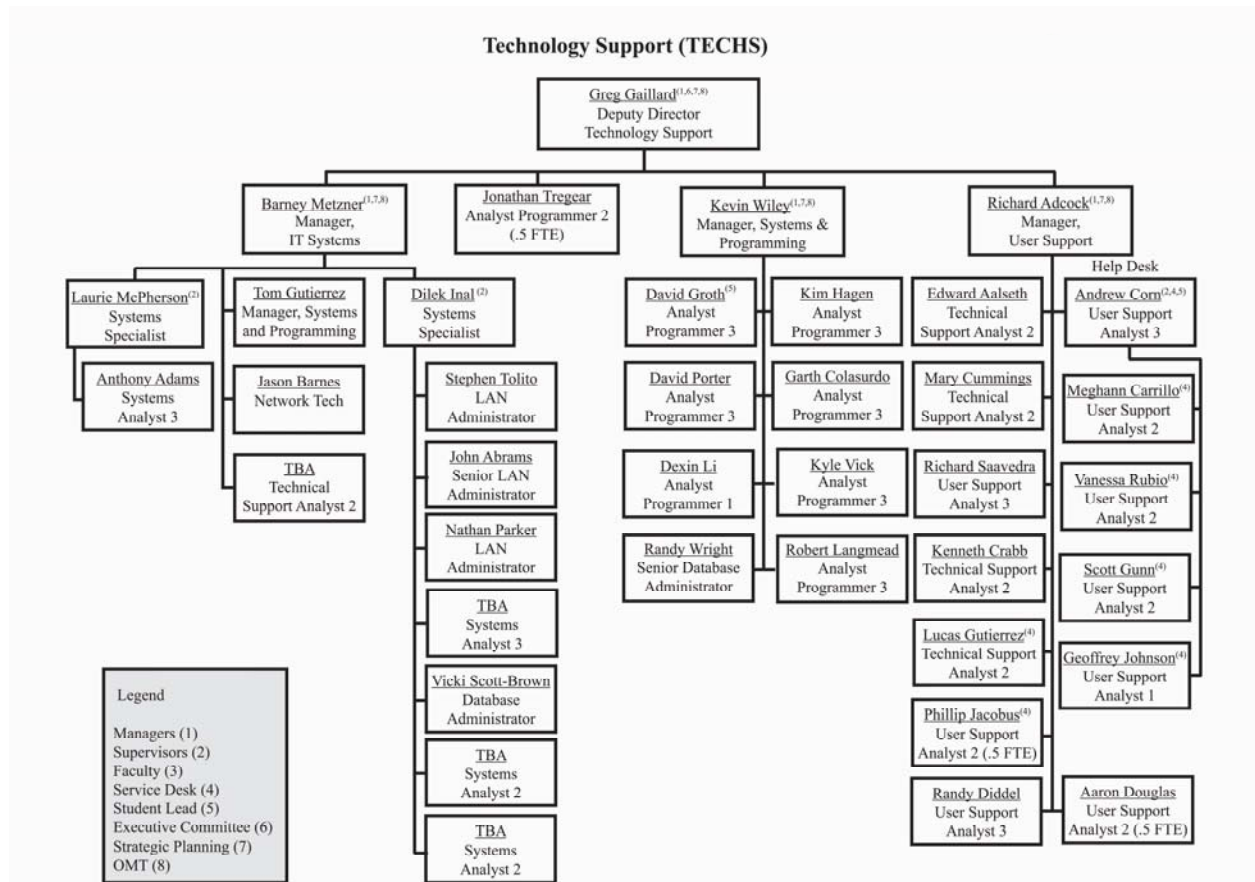 Technology Support (TECHS)
Greg Gaillard(1,6,7,8)
Deputy Director
Technology Support
Barney Metzner(1,7,8)
Manager,
IT Systems
Jonathan Tregear
Analyst Programmer 2
(.5 FTE)
Kevin Wiley(1,7,8)
Manager, Systems &
Programming
Richard Adcock(1,7,8)
Manager,
User Support
Laurie McPherson(2)
Systems
Specialist
Anthony Adams
Systems
Analyst 3
Tom Gutierrez
Manager, Systems
and Programming
Jason Barnes
Network Tech
TBA
Technical
Support Analyst 2
Dilek Inal(2)
Systems
Specialist
Stephen Tolito
LAN
Administrator
John Abrams
Senior LAN
Administrator
Nathan Parker
LAN
Administrator
TBA
Systems
Analyst 3
Vicki Scott-Brown
Database
Administrator
TBA
Systems
Analyst 2
TBA
Systems
Analyst 2
David Groth(5)
Analyst
Programmer 3
Kim Hagen
Analyst
Programmer 3
David Porter
Analyst
Programmer 3
Garth Colasurdo
Analyst
Programmer 3
Dexin Li
Analyst
Programmer 1
Kyle Vick
Analyst
Programmer 3
Randy Wright
Senior Database
Administrator
Robert Langmead
Analyst
Programmer 3
Edward Aalseth
Technical
Support Analyst 2
Mary Cummings
Technical
Support Analyst 2
Richard Saavedra
User Support
Analyst 3
Kenneth Crabb
Technical Support
Analyst 2
Lucas Gutierrez(4)
Technical Support
Analyst 2
Phillip Jacobus(4)
User Support
Analyst 2 (.5 FTE)
Randy Diddel
User Support
Analyst 3
Help Desk
Andrew Corn(2,4,5)
User Support
Analyst 3
Meghann Carrillo(4)
User Support
Analyst 2
Vanessa Rubio(4)
User Support
Analyst 2
Scott Gunn(4)
User Support
Analyst 2
Geoffrey Johnson(4)
User Support
Analyst 1
Aaron Douglas
User Support
Analyst 2 (.5 FTE)
Legend
Managers (1)
Supervisors (2)
Faculty (3)
Service Desk (4)
Student Lead (5)
Executive Committee (6)
Strategic Planning (7)
OMT (8)